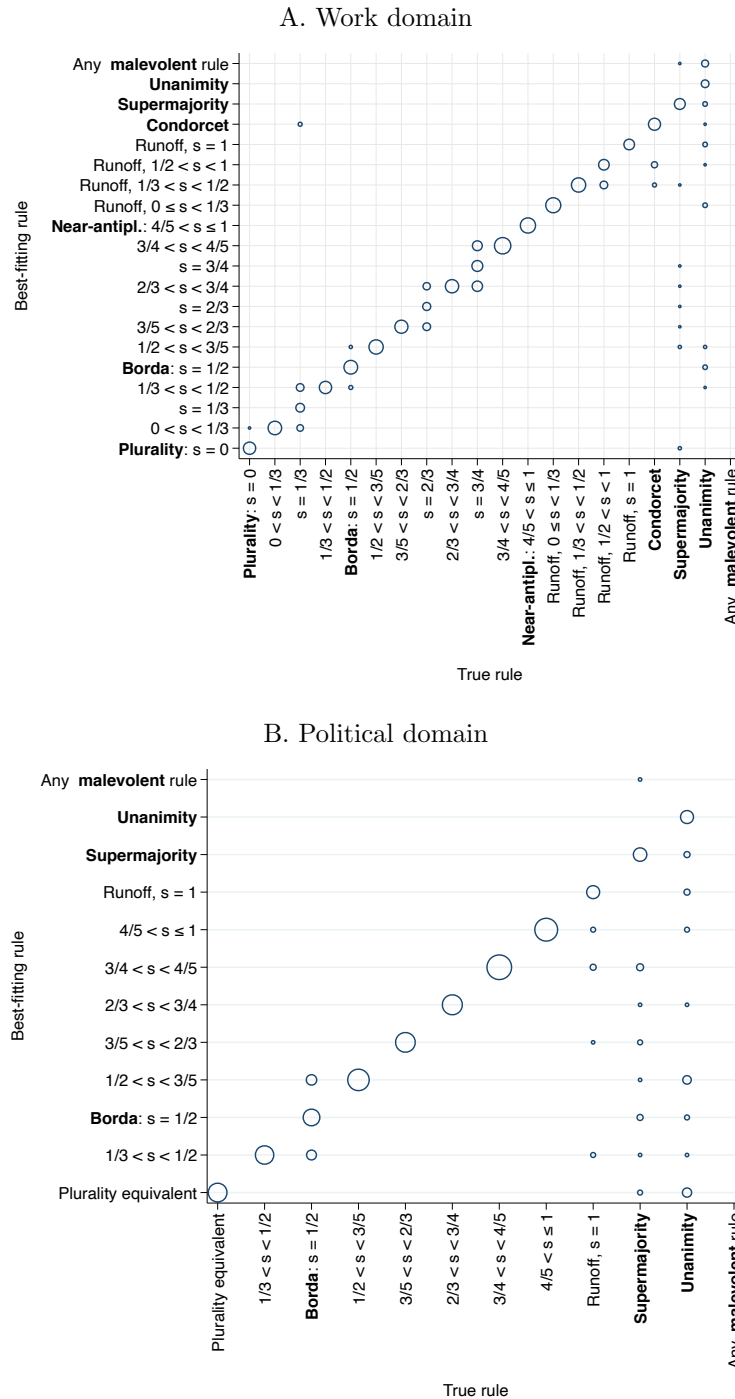 A. Work domain
Best-fitting rule
Any malevolent rule
Unanimity
Supermajority
Condorcet
Runoff, s = 1
Runoff, 1/2 < s < 1
Runoff, 1/3 < s < 1/2
Runoff, 0 ≤ s < 1/3
Near-antipl.: 4/5 < s ≤ 1
3/4 < s < 4/5
s = 3/4
2/3 < s < 3/4
s = 2/3
3/5 < s < 2/3
1/2 < s < 3/5
Borda: s = 1/2
1/3 < s < 1/2
s = 1/3
0 < s < 1/3
Plurality: s = 0
Plurality: s = 0
0 < s < 1/3
s = 1/3
1/3 < s < 1/2
Borda: s = 1/2
1/2 < s < 3/5
3/5 < s < 2/3
s = 2/3
2/3 < s < 3/4
s = 3/4
3/4 < s < 4/5
Near-antipl.: 4/5 < s ≤ 1
Runoff, 0 ≤ s < 1/3
Runoff, 1/3 < s < 1/2
Runoff, 1/2 < s < 1
Runoff, s = 1
Condorcet
Supermajority
Unanimity
Any malevolent rule
True rule
B. Political domain
Best-fitting rule
Any malevolent rule
Unanimity
Supermajority
Runoff, s = 1
4/5 < s ≤ 1
3/4 < s < 4/5
2/3 < s < 3/4
3/5 < s < 2/3
1/2 < s < 3/5
Borda: s = 1/2
1/3 < s < 1/2
Plurality equivalent
Plurality equivalent
1/3 < s < 1/2
Borda: s = 1/2
1/2 < s < 3/5
3/5 < s < 2/3
2/3 < s < 3/4
3/4 < s < 4/5
4/5 < s ≤ 1
Runoff, s = 1
Supermajority
Unanimity
Any malevolent rule
True rule